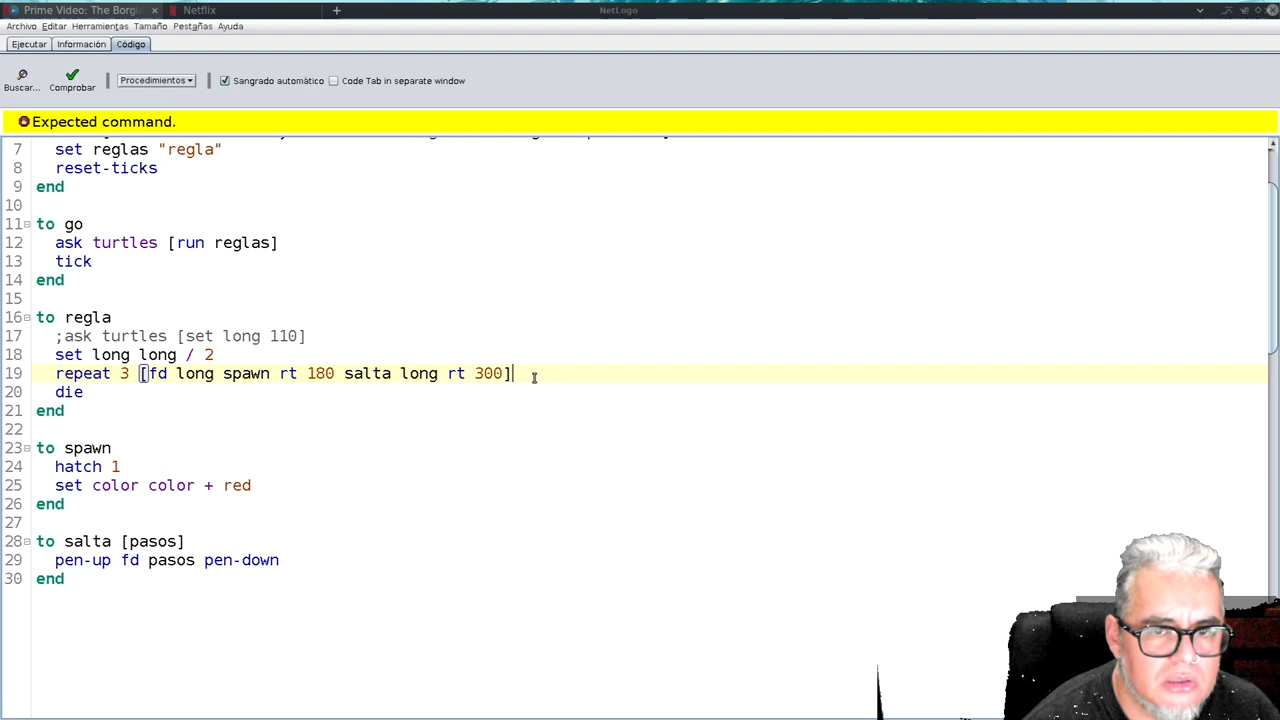 Prime Video: The Borgi × Netflix + NetLogo
Archivo Editar Herramientas Tamaño Pestañas Ayuda
Ejecutar Información Código
Buscar... Comprobar Procedimientos Sangrado automático Code Tab in separate window
Expected command.
7 set reglas "regla"
8 reset-ticks
9 end
10
11 to go
12 ask turtles [run reglas]
13 tick
14 end
15
16 to regla
17 ;ask turtles [set long 110]
18 set long long / 2
19 repeat 3 [fd long spawn rt 180 salta long rt 300]
20 die
21 end
22
23 to spawn
24 hatch 1
25 set color color + red
26 end
27
28 to salta [pasos]
29 pen-up fd pasos pen-down
30 end